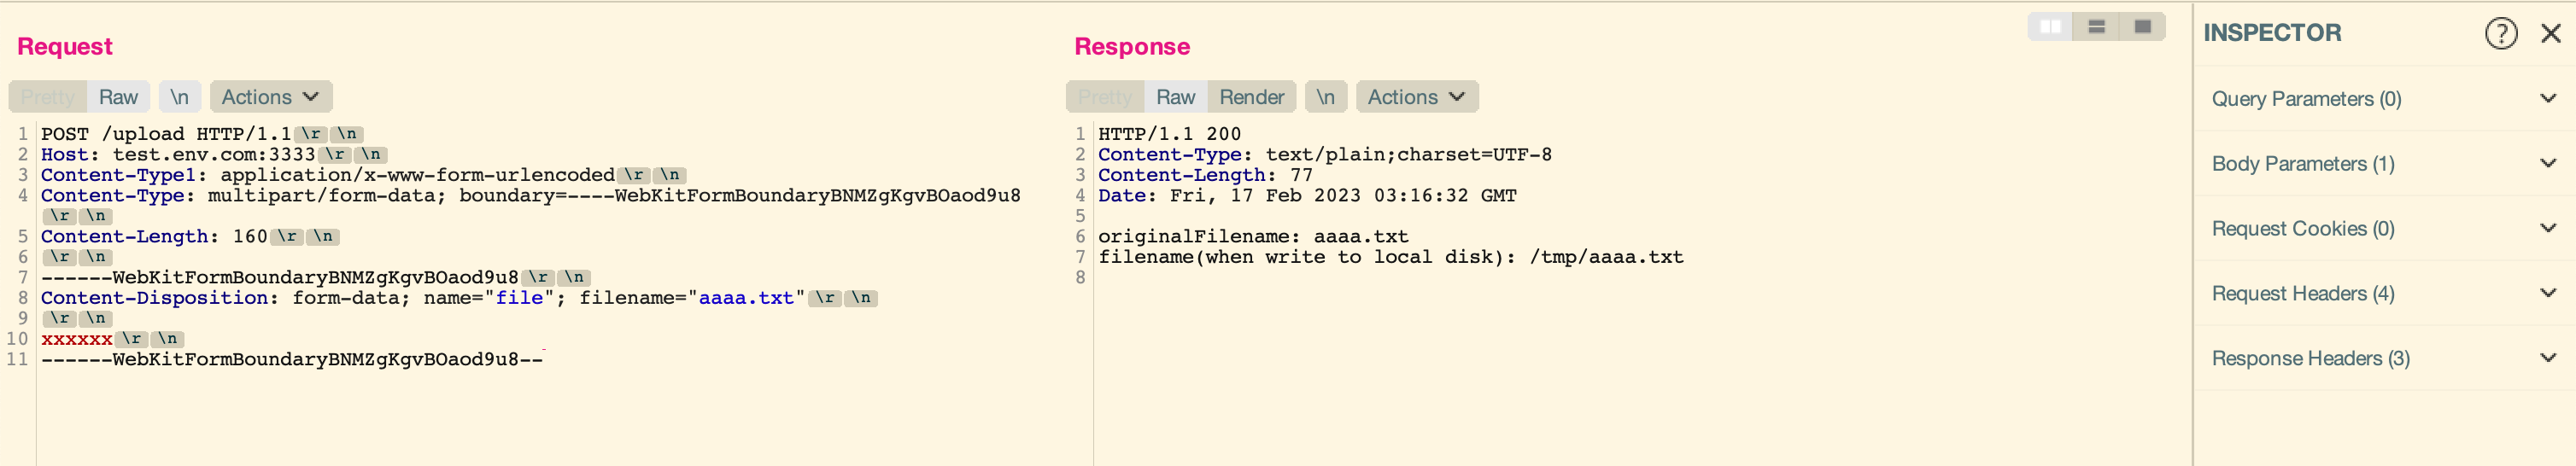 Request
Pretty Raw \n Actions
1 POST /upload HTTP/1.1\r\n
2 Host: test.env.com:3333\r\n
3 Content-Type1: application/x-www-form-urlencoded\r\n
4 Content-Type: multipart/form-data; boundary=----WebKitFormBoundaryBNMZgKgvBOaod9u8
\r\n
5 Content-Length: 160\r\n
6 \r\n
7 ------WebKitFormBoundaryBNMZgKgvBOaod9u8\r\n
8 Content-Disposition: form-data; name="file"; filename="aaaa.txt"\r\n
9 \r\n
10 xxxxxx\r\n
11 ------WebKitFormBoundaryBNMZgKgvBOaod9u8--
Response
Pretty Raw Render \n Actions
1 HTTP/1.1 200
2 Content-Type: text/plain;charset=UTF-8
3 Content-Length: 77
4 Date: Fri, 17 Feb 2023 03:16:32 GMT
5
6 originalFilename: aaaa.txt
7 filename(when write to local disk): /tmp/aaaa.txt
8
INSPECTOR ?
Query Parameters (0)
Body Parameters (1)
Request Cookies (0)
Request Headers (4)
Response Headers (3)